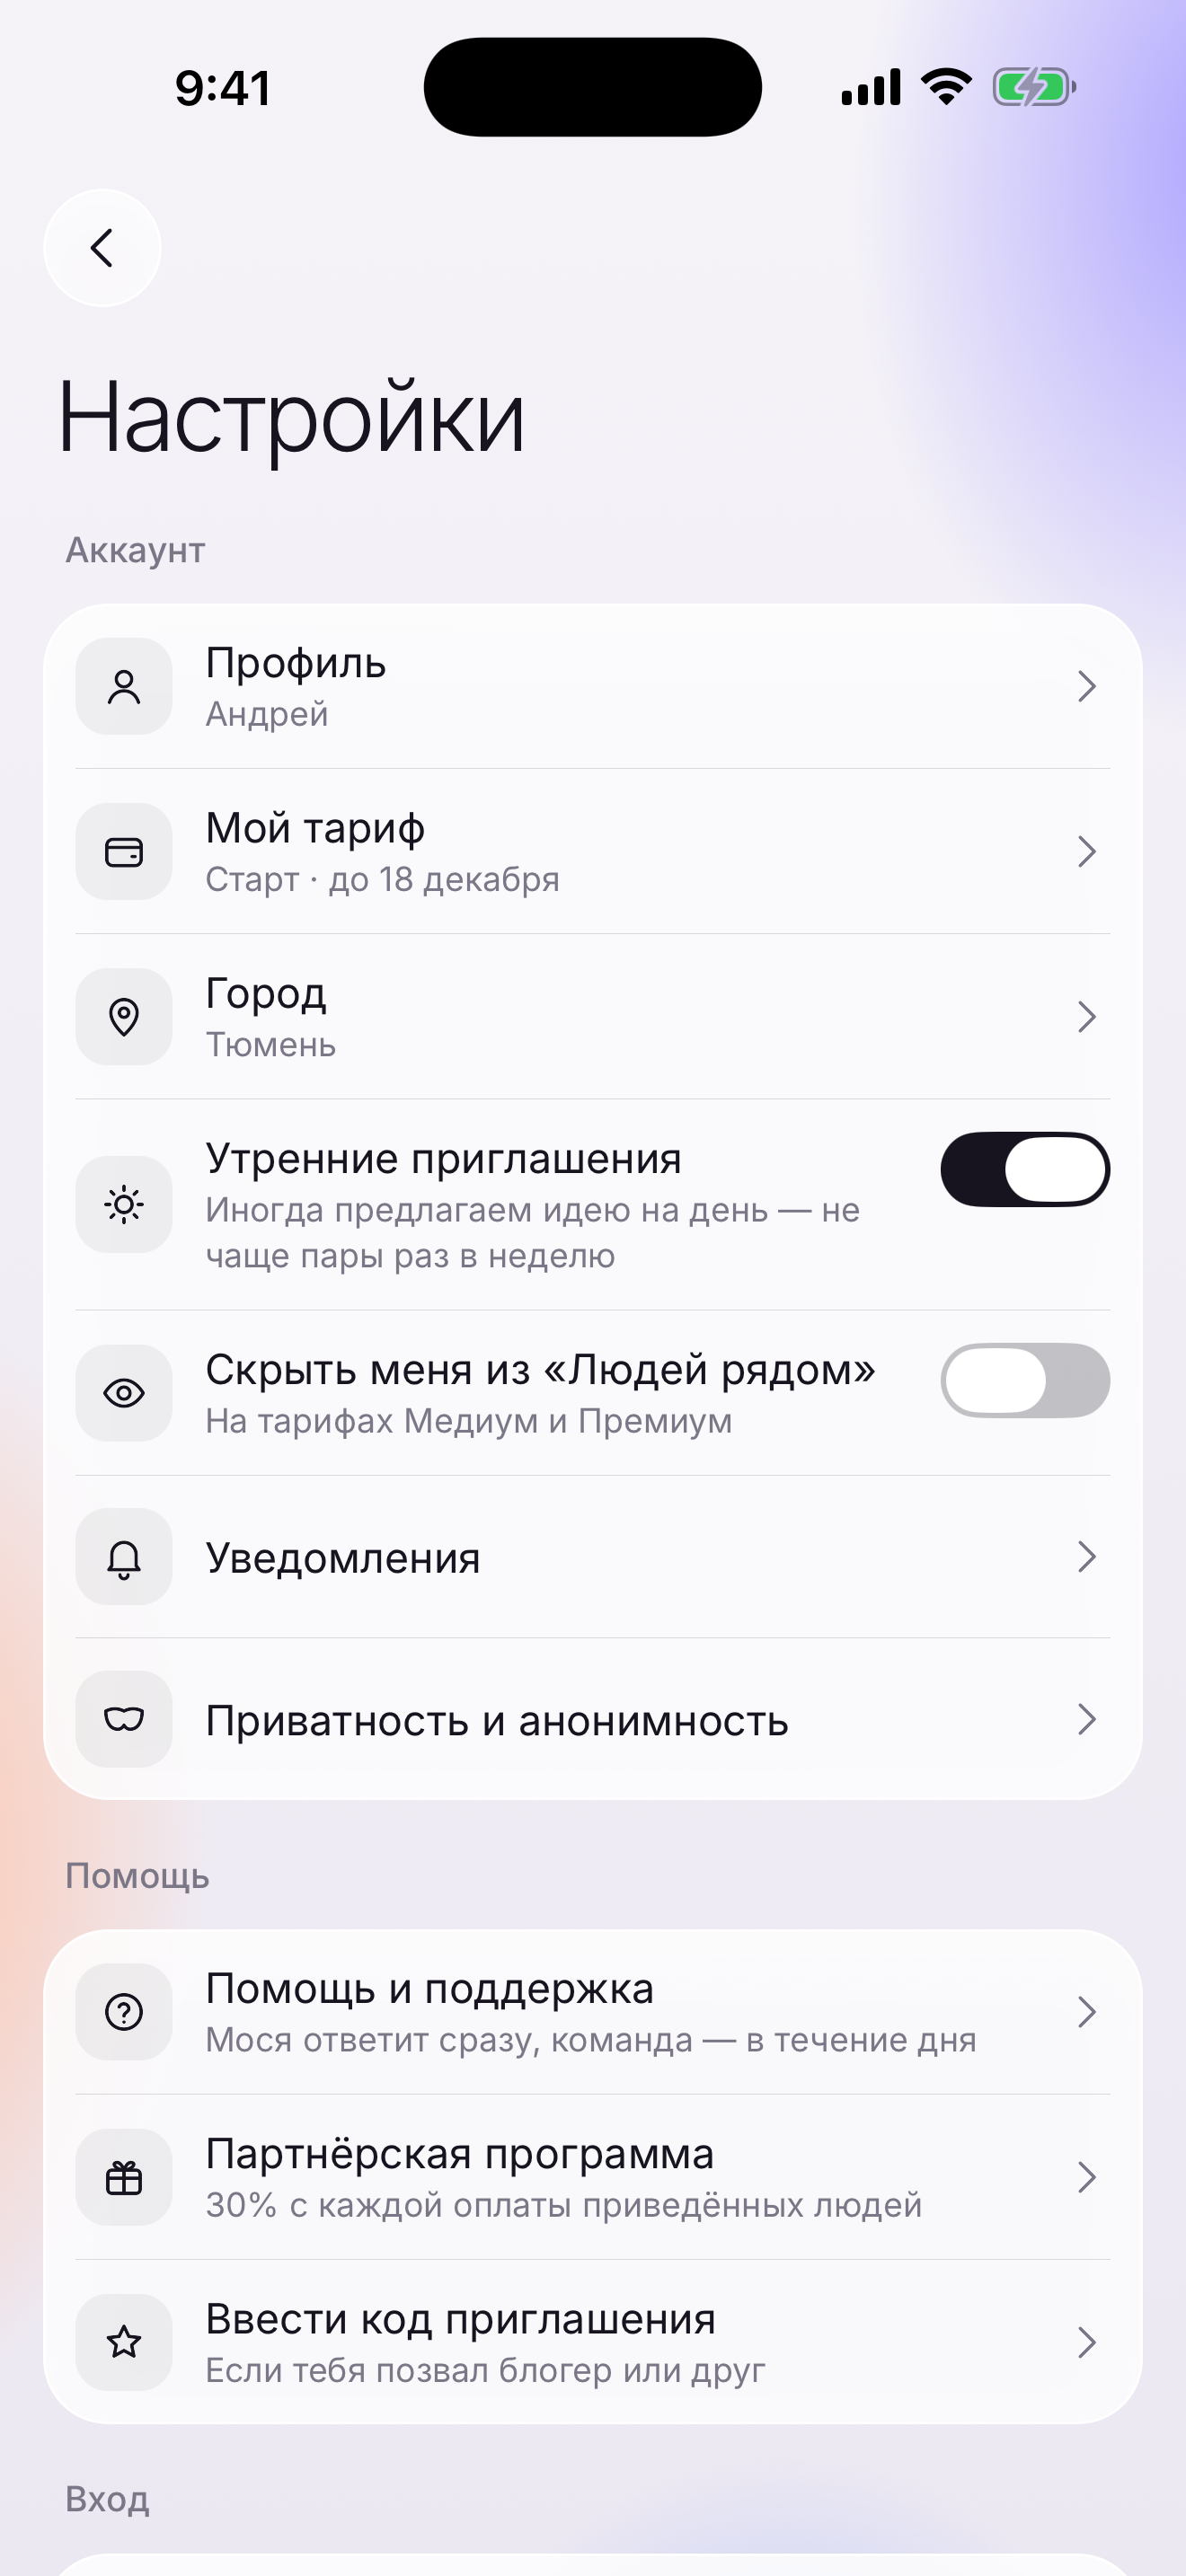 9:41
Настройки
Аккаунт
Профиль
Андрей
Мой тариф
Старт · до 18 декабря
Город
Тюмень
Утренние приглашения
Иногда предлагаем идею на день — не
чаще пары раз в неделю
Скрыть меня из «Людей рядом»
На тарифах Медиум и Премиум
Уведомления
Приватность и анонимность
Помощь
Помощь и поддержка
Мося ответит сразу, команда — в течение дня
Партнёрская программа
30% с каждой оплаты приведённых людей
Ввести код приглашения
Если тебя позвал блогер или друг
Вход